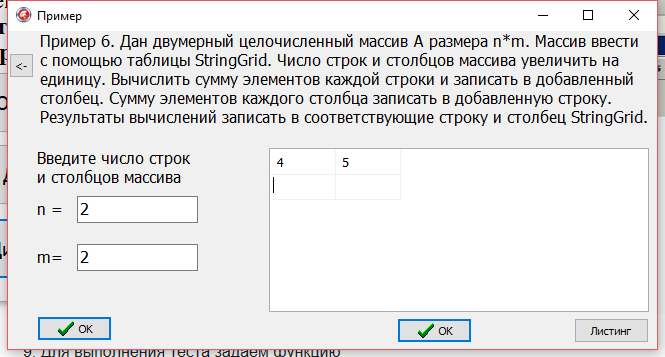 Пример
Пример 6. Дан двумерный целочисленный массив A размера n*m. Массив ввести
с помощью таблицы StringGrid. Число строк и столбцов массива увеличить на
<-
единицу. Вычислить сумму элементов каждой строки и записать в добавленный
столбец. Сумму элементов каждого столбца записать в добавленную строку.
Результаты вычислений записать в соответствующие строку и столбец StringGrid.
Введите число строк
и столбцов массива
4 5
n = 2
m= 2
OK
OK
Листинг
9. Для выполнения теста задаем функцию